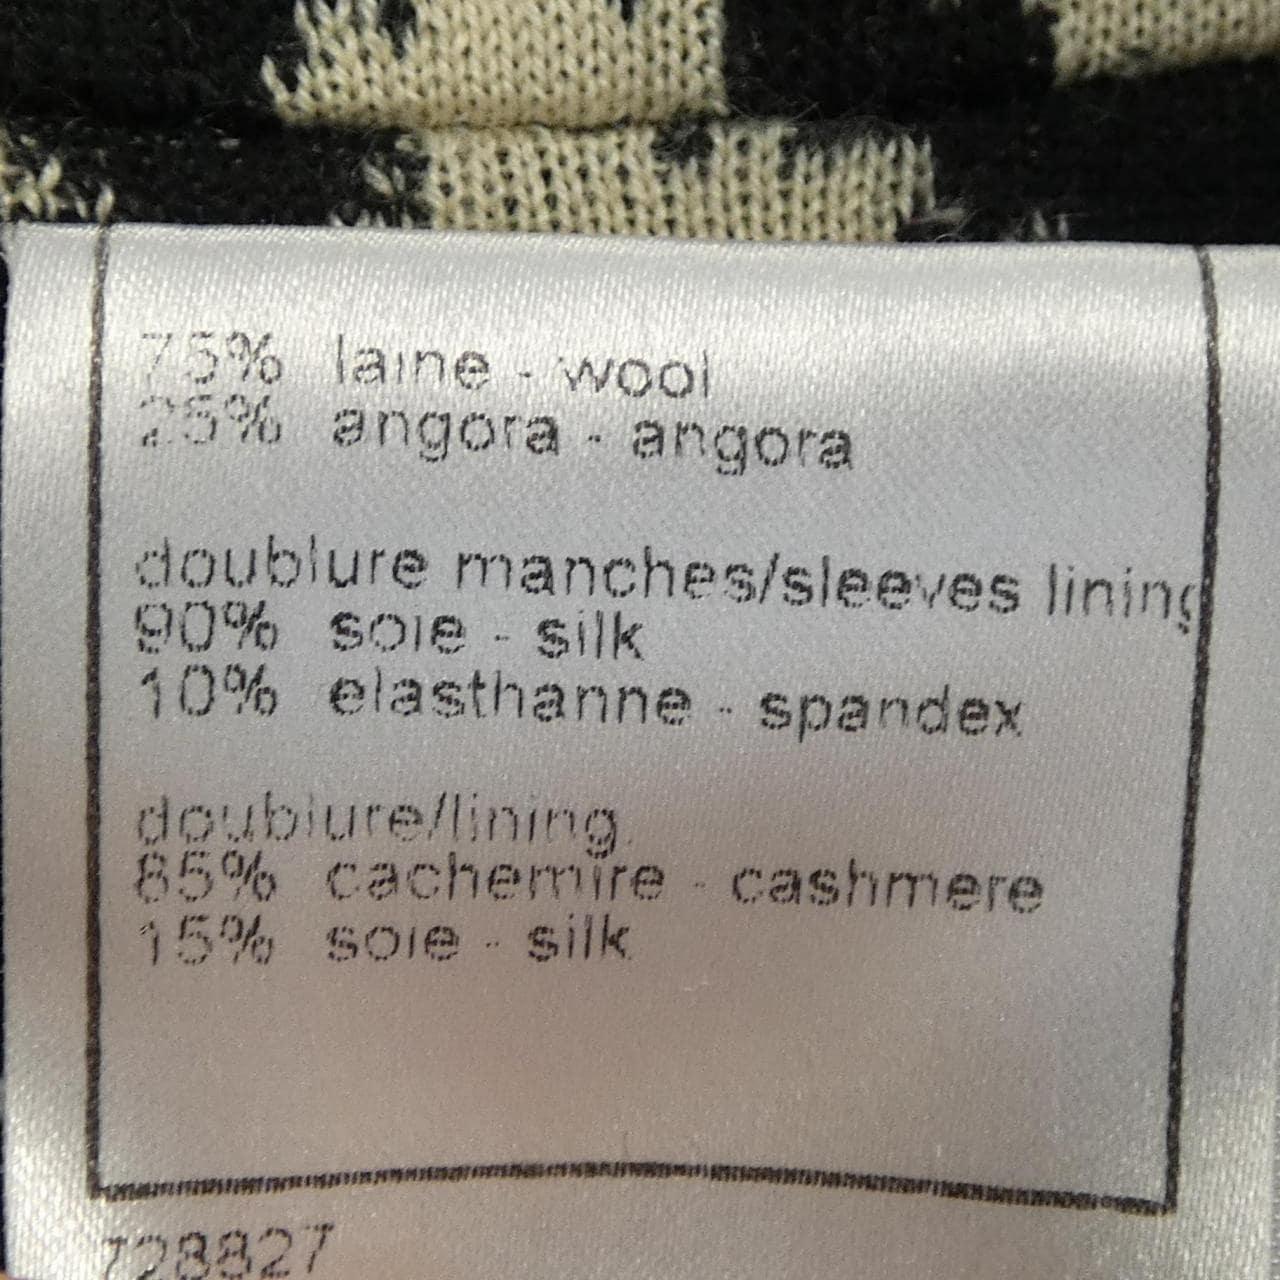 75% laine - wool
25% angora - angora
doublure manches/sleeves lining
90% soie - silk
10% elasthanne - spandex
doublure/lining
85% cachemire - cashmere
15% soie - silk
728827